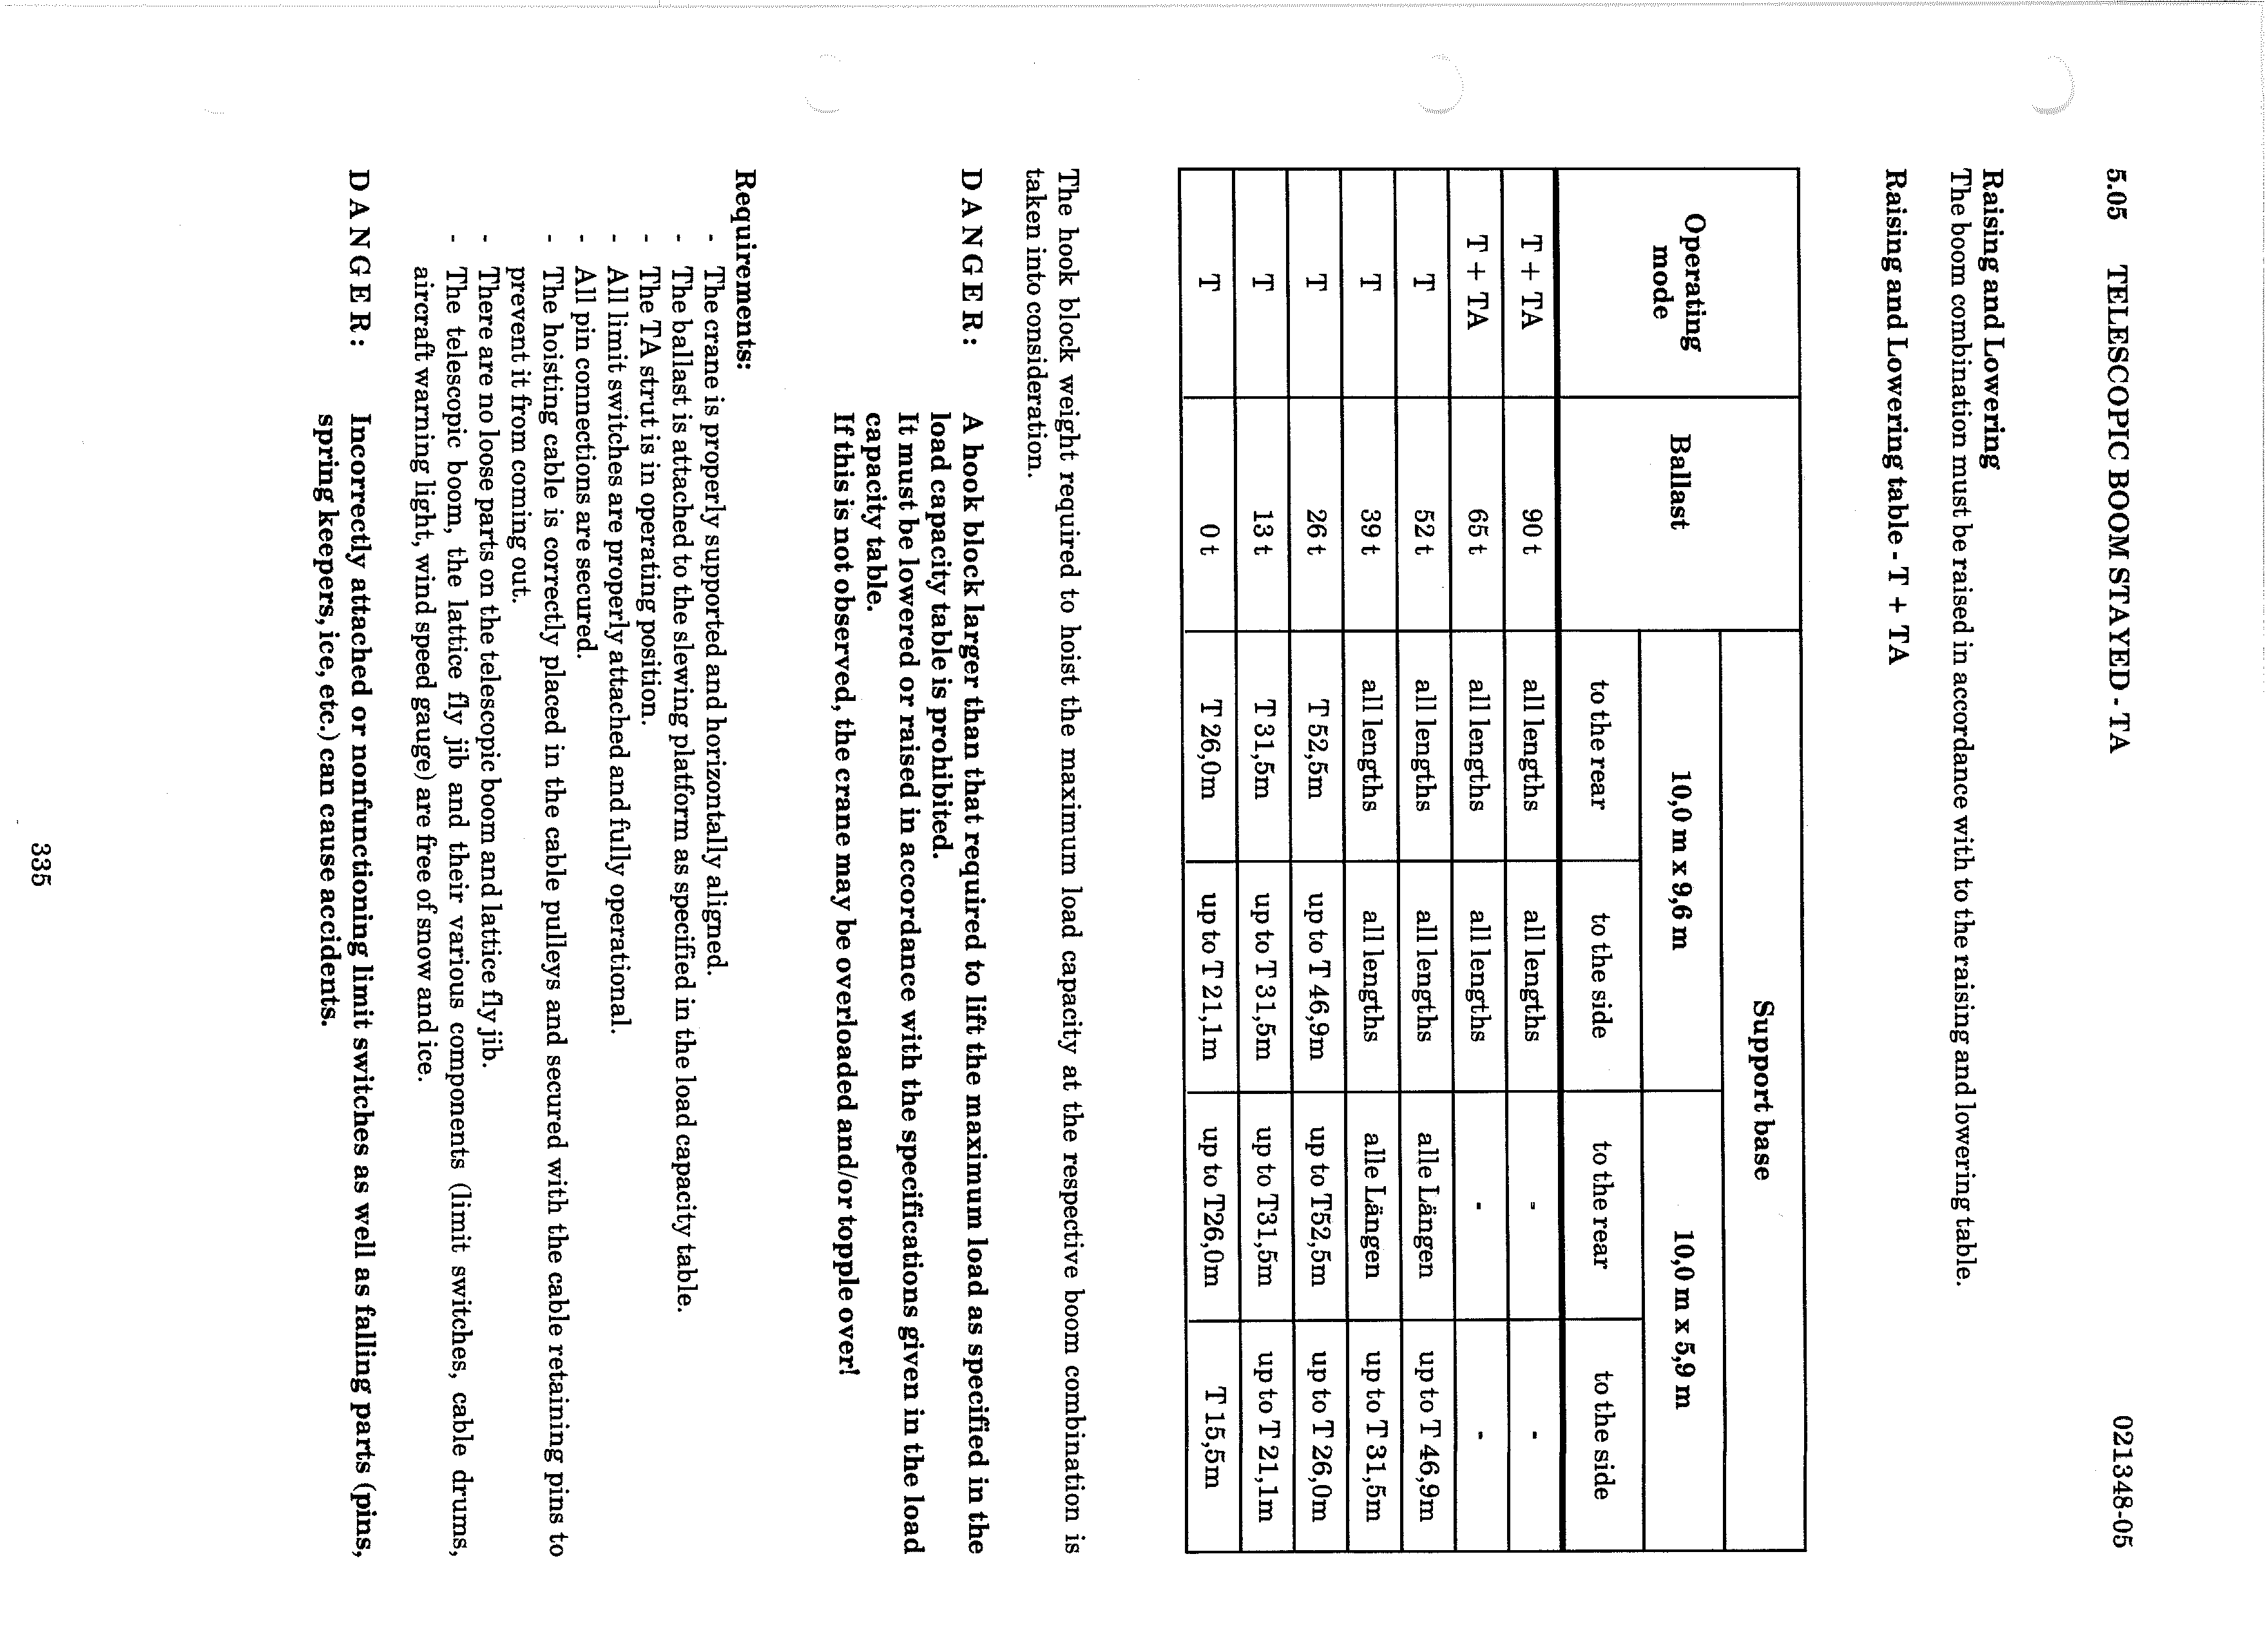 5.05 TELESCOPIC BOOM STAYED - TA 021348-05
Raising and Lowering
The boom combination must be raised in accordance with to the raising and lowering table.
Raising and Lowering table - T + TA
Operating mode Ballast Support base
10,0 m x 9,6 m 10,0 m x 5,9 m
to the rear to the side to the rear to the side
T + TA 90 t all lengths all lengths - -
T + TA 65 t all lengths all lengths - -
T 52 t all lengths all lengths alle Längen up to T 46,9m
T 39 t all lengths all lengths alle Längen up to T 31,5m
T 26 t T 52,5m up to T 46,9m up to T52,5m up to T 26,0m
T 13 t T 31,5m up to T 31,5m up to T31,5m up to T 21,1m
T 0 t T 26,0m up to T 21,1m up to T26,0m T 15,5m
The hook block weight required to hoist the maximum load capacity at the respective boom combination is
taken into consideration.
D A N G E R : A hook block larger than that required to lift the maximum load as specified in the
load capacity table is prohibited.
It must be lowered or raised in accordance with the specifications given in the load
capacity table.
If this is not observed, the crane may be overloaded and/or topple over!
Requirements:
- The crane is properly supported and horizontally aligned.
- The ballast is attached to the slewing platform as specified in the load capacity table.
- The TA strut is in operating position.
- All limit switches are properly attached and fully operational.
- All pin connections are secured.
- The hoisting cable is correctly placed in the cable pulleys and secured with the cable retaining pins to
prevent it from coming out.
- There are no loose parts on the telescopic boom and lattice fly jib.
- The telescopic boom, the lattice fly jib and their various components (limit switches, cable drums,
aircraft warning light, wind speed gauge) are free of snow and ice.
D A N G E R : Incorrectly attached or nonfunctioning limit switches as well as falling parts (pins,
spring keepers, ice, etc.) can cause accidents.
335